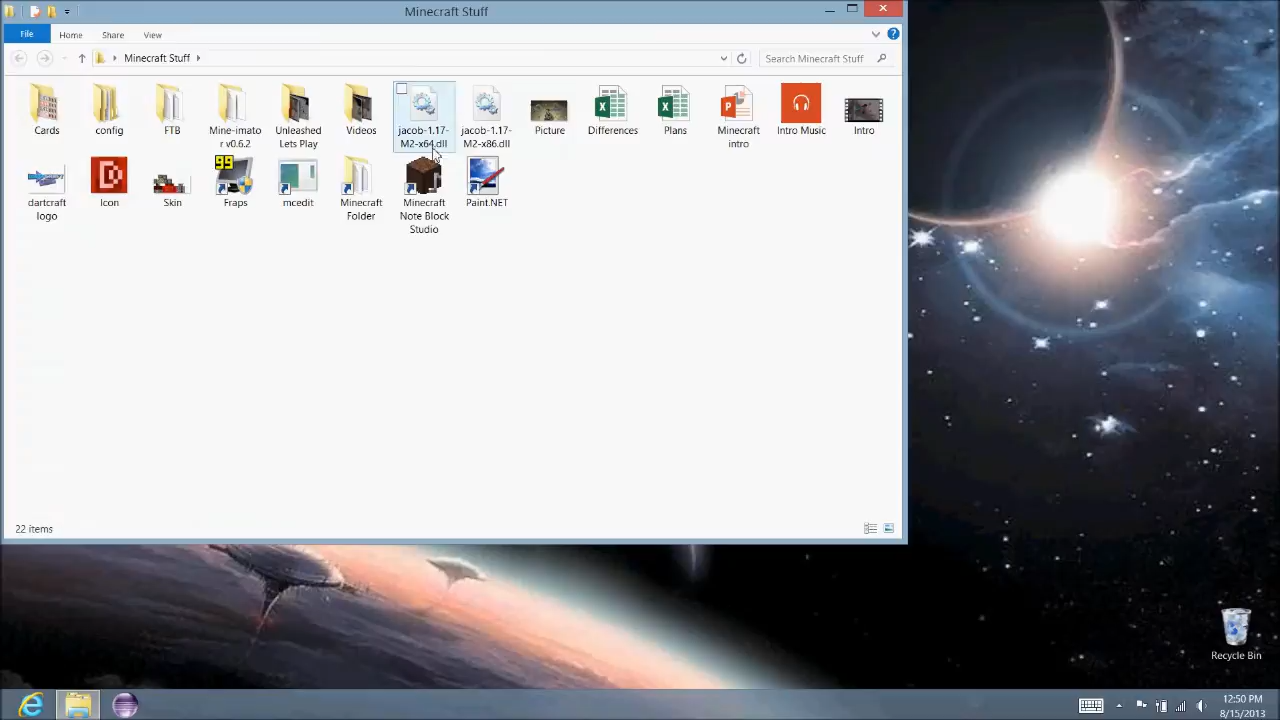 Minecraft Stuff
File Home Share View
Minecraft Stuff
Search Minecraft Stuff
Cards
config
FTB
Mine-imato
r v0.6.2
Unleashed
Lets Play
Videos
jacob-1.17-
M2-x64.dll
jacob-1.17-
M2-x86.dll
Picture
Differences
Plans
Minecraft
intro
Intro Music
Intro
dartcraft
logo
Icon
Skin
99
Fraps
mcedit
Minecraft
Folder
Minecraft
Note Block
Studio
Paint.NET
22 items
Recycle Bin
12:50 PM
8/15/2013